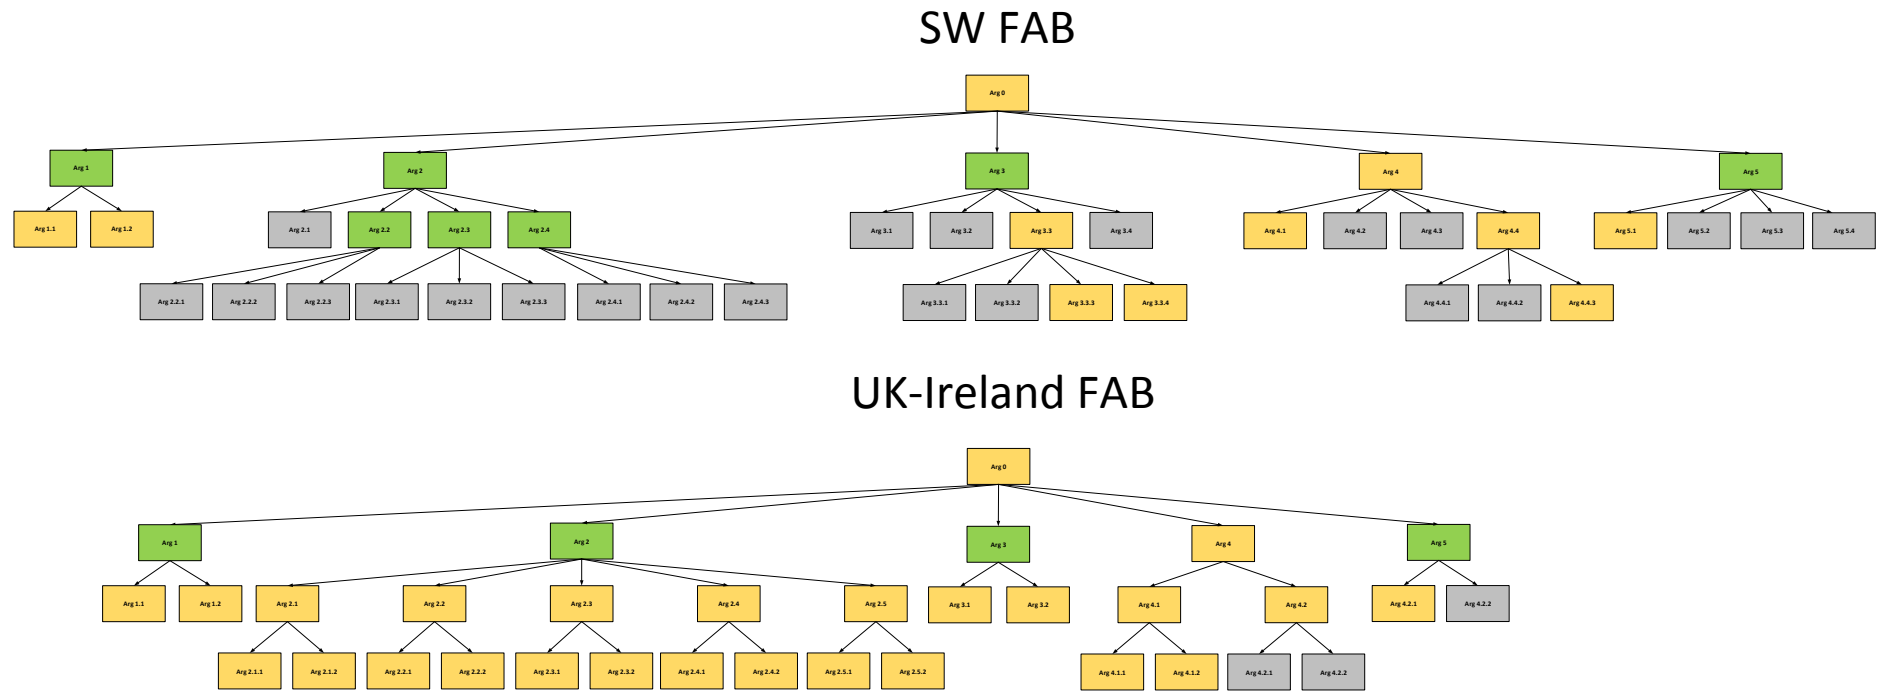 SW FAB
Arg 0
Arg 1
Arg 2
Arg 3
Arg 4
Arg 5
Arg 1.1
Arg 1.2
Arg 2.1
Arg 2.2
Arg 2.3
Arg 2.4
Arg 3.1
Arg 3.2
Arg 3.3
Arg 3.4
Arg 4.1
Arg 4.2
Arg 4.3
Arg 4.4
Arg 5.1
Arg 5.2
Arg 5.3
Arg 5.4
Arg 2.2.1
Arg 2.2.2
Arg 2.2.3
Arg 2.3.1
Arg 2.3.2
Arg 2.3.3
Arg 2.4.1
Arg 2.4.2
Arg 2.4.3
Arg 3.3.1
Arg 3.3.2
Arg 3.3.3
Arg 3.3.4
Arg 4.4.1
Arg 4.4.2
Arg 4.4.3
UK-Ireland FAB
Arg 0
Arg 1
Arg 2
Arg 3
Arg 4
Arg 5
Arg 1.1
Arg 1.2
Arg 2.1
Arg 2.2
Arg 2.3
Arg 2.4
Arg 2.5
Arg 3.1
Arg 3.2
Arg 4.1
Arg 4.2
Arg 4.2.1
Arg 4.2.2
Arg 2.1.1
Arg 2.1.2
Arg 2.2.1
Arg 2.2.2
Arg 2.3.1
Arg 2.3.2
Arg 2.4.1
Arg 2.4.2
Arg 2.5.1
Arg 2.5.2
Arg 4.1.1
Arg 4.1.2
Arg 4.2.1
Arg 4.2.2